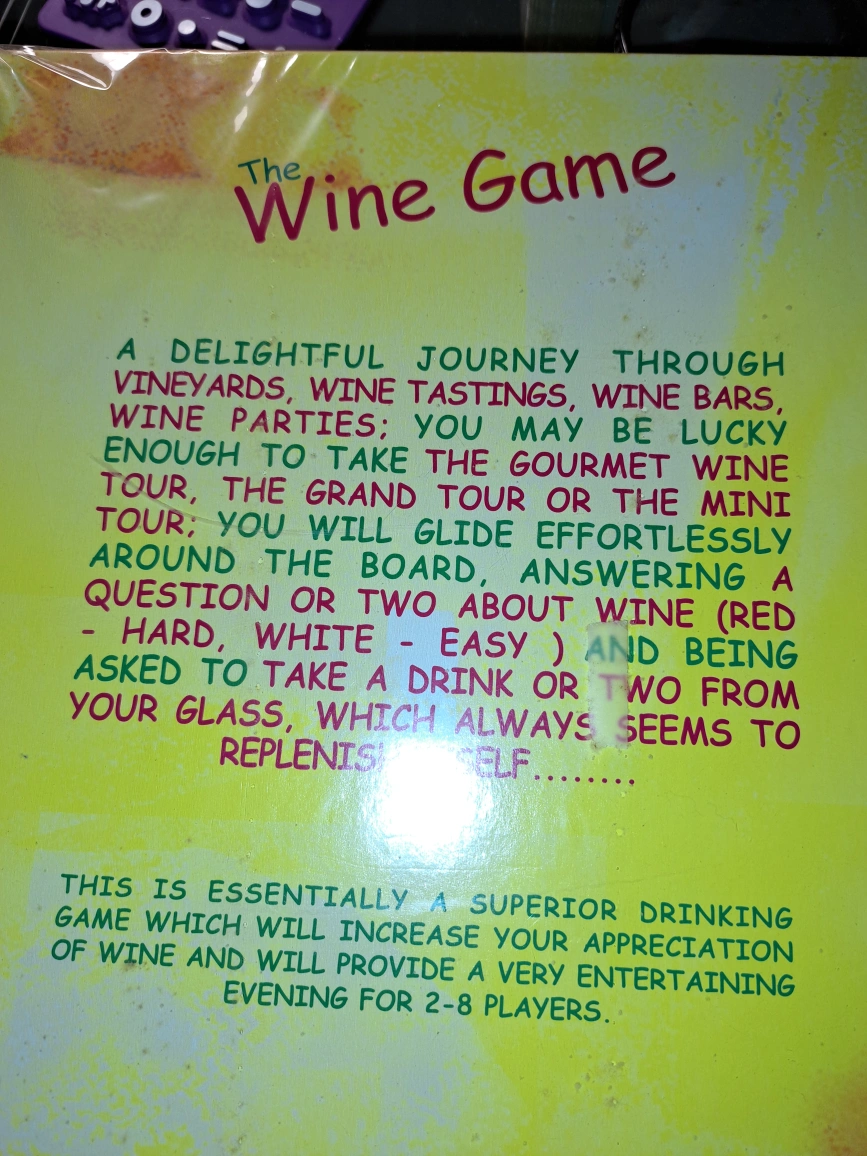 The
Wine Game
A DELIGHTFUL JOURNEY THROUGH
VINEYARDS, WINE TASTINGS, WINE BARS,
WINE PARTIES; YOU MAY BE LUCKY
ENOUGH TO TAKE THE GOURMET WINE
TOUR, THE GRAND TOUR OR THE MINI
TOUR; YOU WILL GLIDE EFFORTLESSLY
AROUND THE BOARD, ANSWERING A
QUESTION OR TWO ABOUT WINE (RED
- HARD, WHITE - EASY ) AND BEING
ASKED TO TAKE A DRINK OR TWO FROM
YOUR GLASS, WHICH ALWAYS SEEMS TO
THIS IS ESSENTIALLY A SUPERIOR DRINKING
GAME WHICH WILL INCREASE YOUR APPRECIATION
OF WINE AND WILL PROVIDE A VERY ENTERTAINING
EVENING FOR 2-8 PLAYERS.